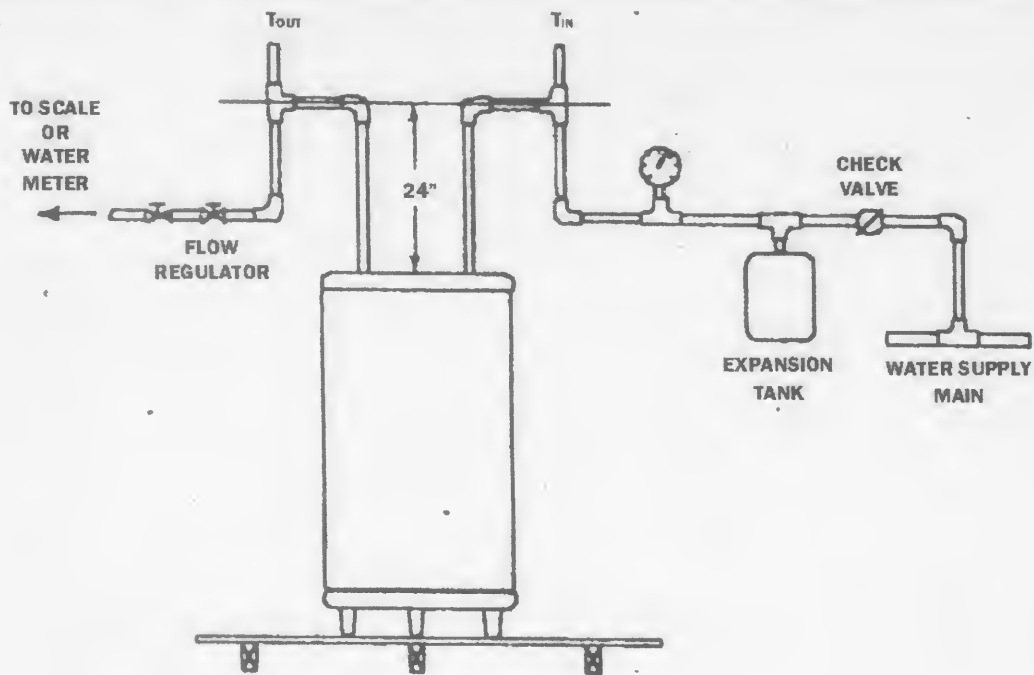 TOUT
TIN
TO SCALE
OR
WATER
METER
FLOW
REGULATOR
24"
CHECK
VALVE
EXPANSION
TANK
WATER SUPPLY
MAIN